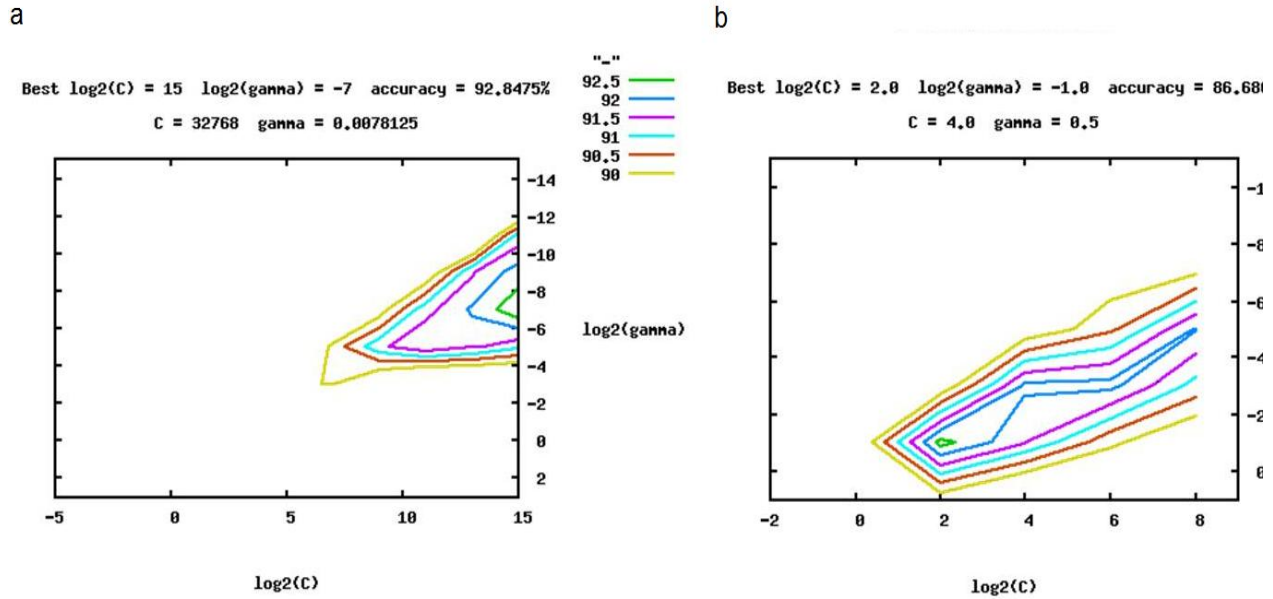 a
Best log2(C) = 15 log2(gamma) = -7 accuracy = 92.8475%
C = 32768 gamma = 0.0078125
"_"
92.5
92
91.5
91
90.5
90
-14
-12
-10
-8
-6
-4
-2
0
2
log2(gamma)
-5 0 5 10 15
log2(C)
b
Best log2(C) = 2.0 log2(gamma) = -1.0 accuracy =
C = 4.0 gamma = 0.5
-8
-6
-4
-2
0
-2 0 2 4 6 8
log2(C)